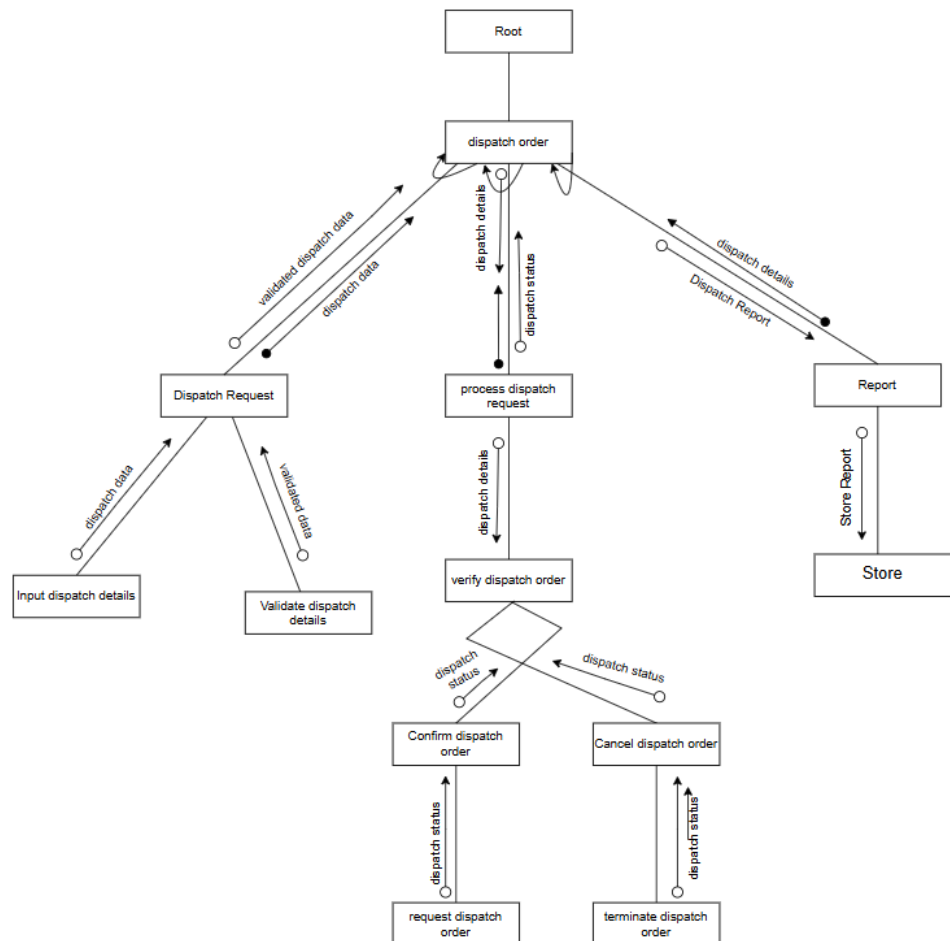 Root
dispatch order
validated dispatch data
dispatch data
dispatch details
dispatch status
dispatch details
Dispatch Report
Dispatch Request
process dispatch
request
Report
dispatch data
validated data
dispatch details
Store Report
Input dispatch details
Validate dispatch
details
verify dispatch order
Store
dispatch
status
dispatch status
Confirm dispatch
order
Cancel dispatch order
dispatch status
dispatch status
request dispatch
order
terminate dispatch
order